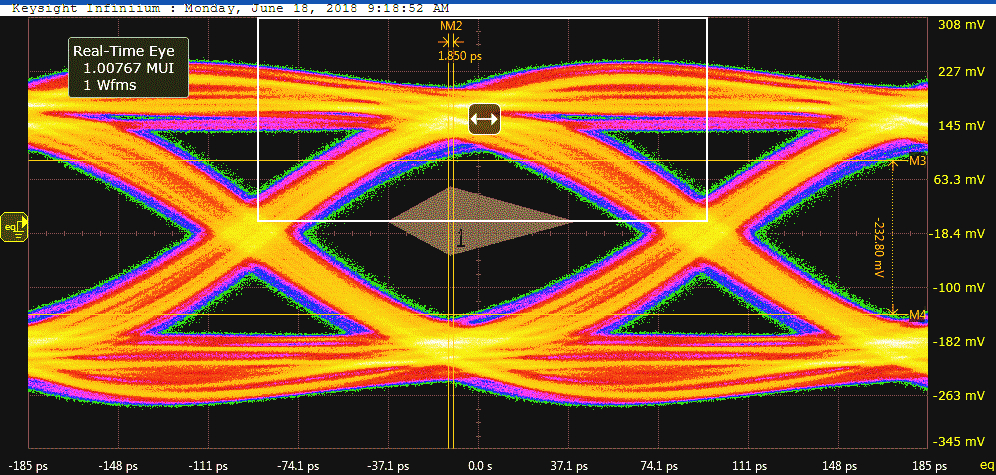 Keysight Infiniium : Monday, June 18, 2018 9:18:52 AM
NM2
1.850 ps
Real-Time Eye
1.00767 MUI
1 Wfms
308 mV
227 mV
145 mV
M3
63.3 mV
eq
1
-18.4 mV
-232.80 mV
-100 mV
M4
-182 mV
-263 mV
-345 mV
-185 ps -148 ps -111 ps -74.1 ps -37.1 ps 0.0 s 37.1 ps 74.1 ps 111 ps 148 ps 185 ps eq